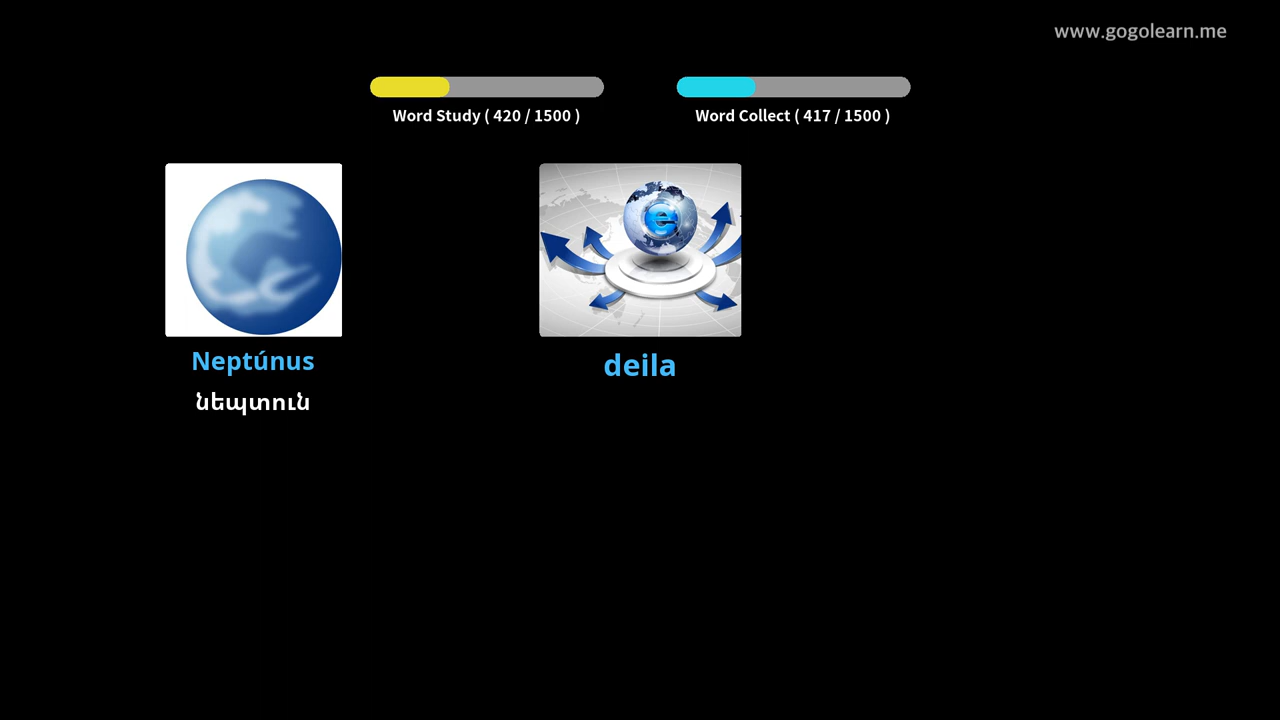 www.gogolearn.me
Word Study ( 420 / 1500 )
Word Collect ( 417 / 1500 )
e
Neptúnus
նեպտուն
deila